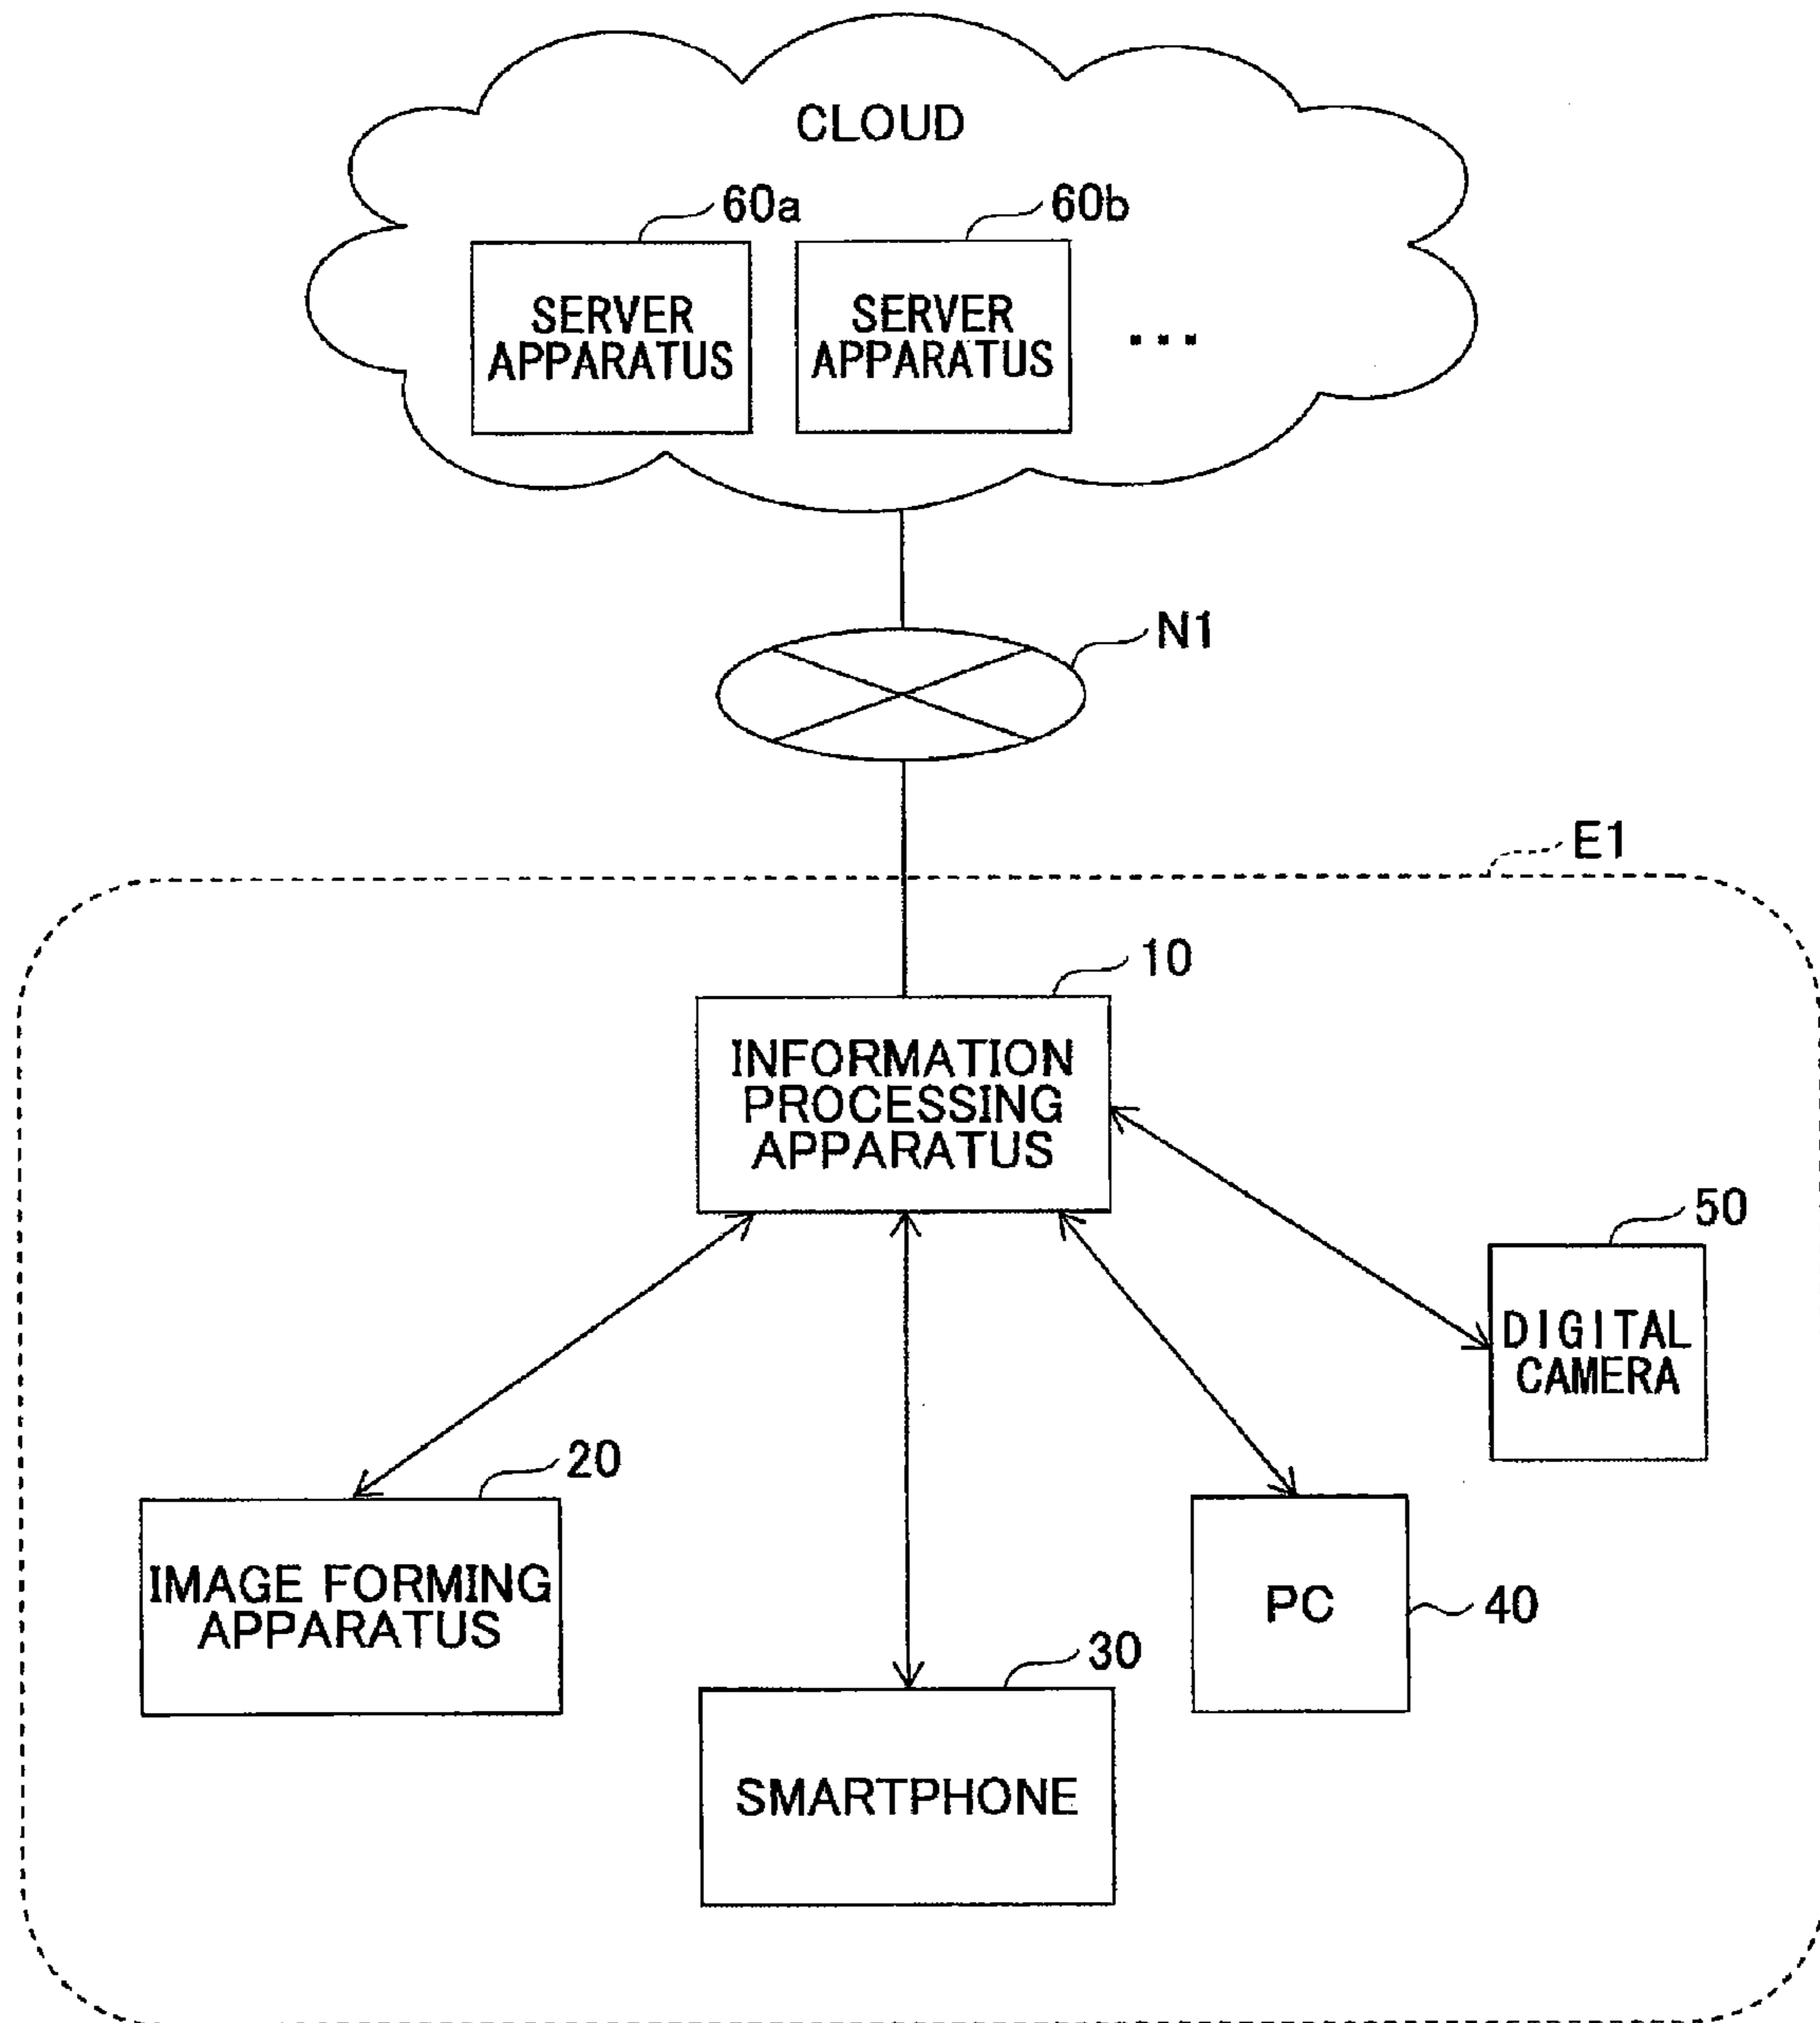 CLOUD
60a
60b
SERVER
APPARATUS
SERVER
APPARATUS
...
N1
E1
10
INFORMATION
PROCESSING
APPARATUS
50
DIGITAL
CAMERA
20
IMAGE FORMING
APPARATUS
PC
40
30
SMARTPHONE